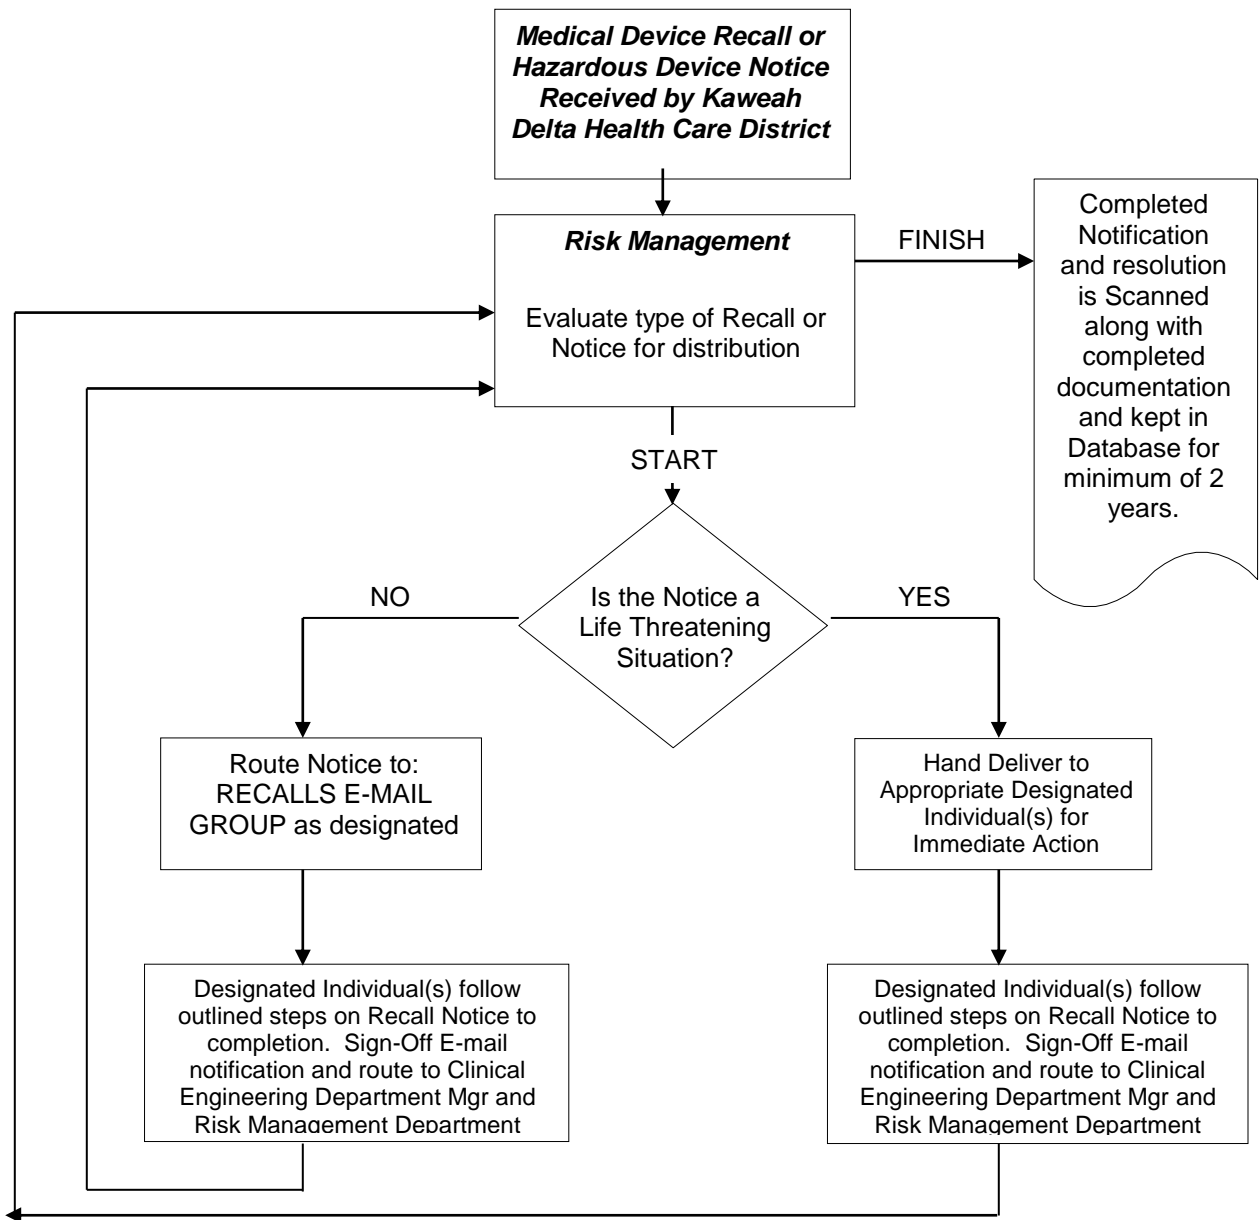 Medical Device Recall or
Hazardous Device Notice
Received by Kaweah
Delta Health Care District
Risk Management
Evaluate type of Recall or
Notice for distribution
FINISH
Completed
Notification
and resolution
is Scanned
along with
completed
documentation
and kept in
Database for
minimum of 2
years.
START
Is the Notice a
Life Threatening
Situation?
NO
YES
Route Notice to:
RECALLS E-MAIL
GROUP as designated
Hand Deliver to
Appropriate Designated
Individual(s) for
Immediate Action
Designated Individual(s) follow
outlined steps on Recall Notice to
completion.  Sign-Off E-mail
notification and route to Clinical
Engineering Department Mgr and
Risk Management Department
Designated Individual(s) follow
outlined steps on Recall Notice to
completion.  Sign-Off E-mail
notification and route to Clinical
Engineering Department Mgr and
Risk Management Department